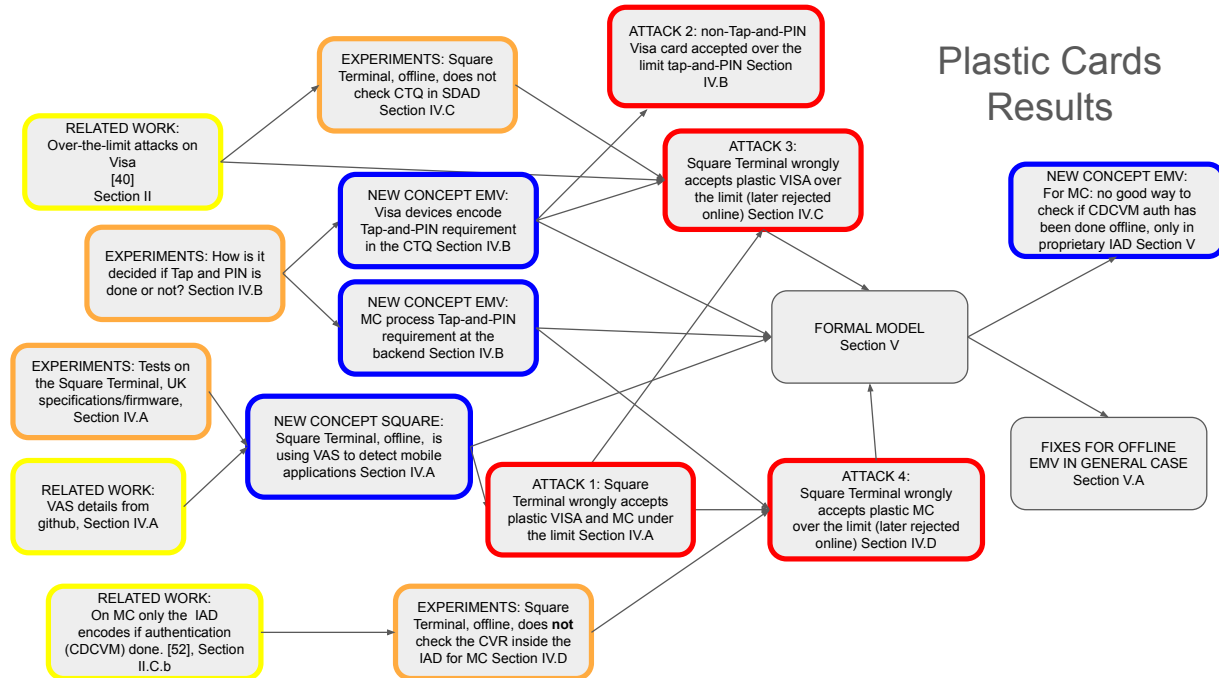 Plastic Cards
Results
ATTACK 2: non-Tap-and-PIN
Visa card accepted over the
limit tap-and-PIN Section
IV.B
EXPERIMENTS: Square
Terminal, offline, does not
check CTQ in SDAD
Section IV.C
RELATED WORK:
Over-the-limit attacks on
Visa
[40]
Section II
ATTACK 3:
Square Terminal wrongly
accepts plastic VISA over
the limit (later rejected
online) Section IV.C
NEW CONCEPT EMV:
For MC: no good way to
check if CDCVM auth has
been done offline, only in
proprietary IAD Section V
NEW CONCEPT EMV:
Visa devices encode
Tap-and-PIN requirement
in the CTQ Section IV.B
EXPERIMENTS: How is it
decided if Tap and PIN is
done or not? Section IV.B
NEW CONCEPT EMV:
MC process Tap-and-PIN
requirement at the
backend Section IV.B
FORMAL MODEL
Section V
EXPERIMENTS: Tests on
the Square Terminal, UK
specifications/firmware,
Section IV.A
NEW CONCEPT SQUARE:
Square Terminal, offline, is
using VAS to detect mobile
applications Section IV.A
FIXES FOR OFFLINE
EMV IN GENERAL CASE
Section V.A
RELATED WORK:
VAS details from
github, Section IV.A
ATTACK 1: Square
Terminal wrongly accepts
plastic VISA and MC under
the limit Section IV.A
ATTACK 4:
Square Terminal wrongly
accepts plastic MC
over the limit (later rejected
online) Section IV.D
RELATED WORK:
On MC only the IAD
encodes if authentication
(CDCVM) done. [52], Section
II.C.b
EXPERIMENTS: Square
Terminal, offline, does not
check the CVR inside the
IAD for MC Section IV.D